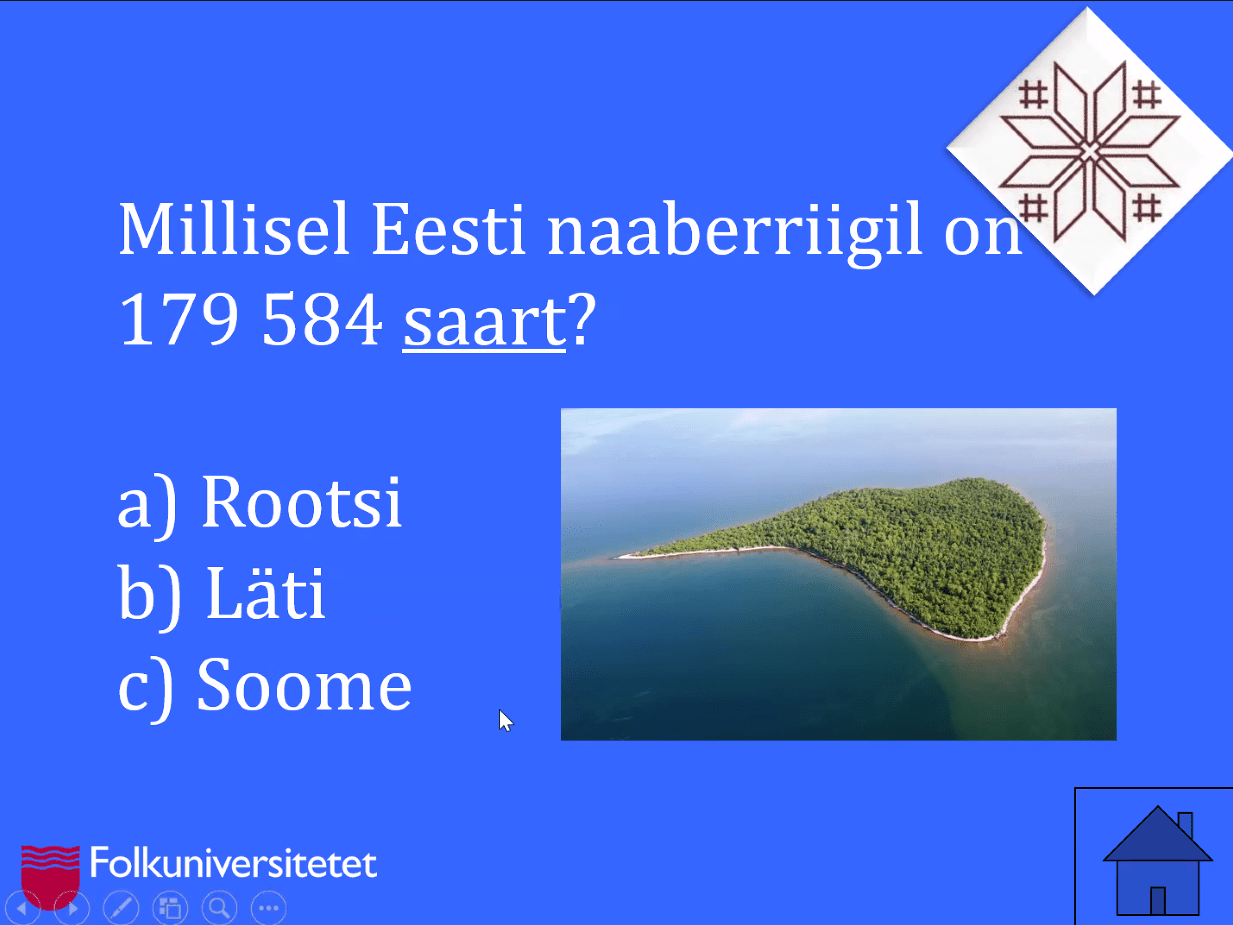 Millisel Eesti naaberriigil on
179 584 saart?
a) Rootsi
b) Läti
c) Soome
Folkuniversitetet